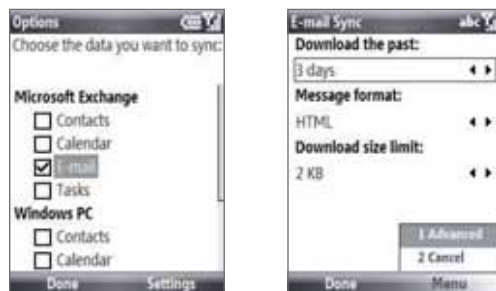 Options
Choose the data you want to sync:
Microsoft Exchange
Contacts
Calendar
E-mail
Tasks
Windows PC
Contacts
Calendar
Done Settings
E-mail Sync abc
Download the past:
3 days
Message format:
HTML
Download size limit:
2 KB
1 Advanced
2 Cancel
Done Menu